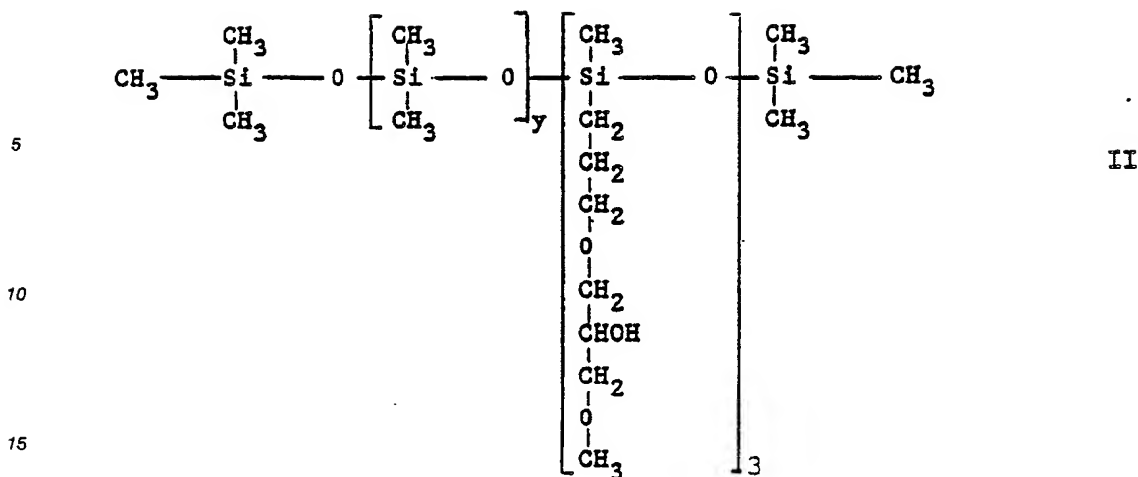 CH3 CH3 CH3
CH3 Si O Si O Si O Si CH3
CH3 CH3 y CH2 CH3
5 CH2 II
CH2
O
10 CH2
CHOH
CH2
O
15 CH3 3